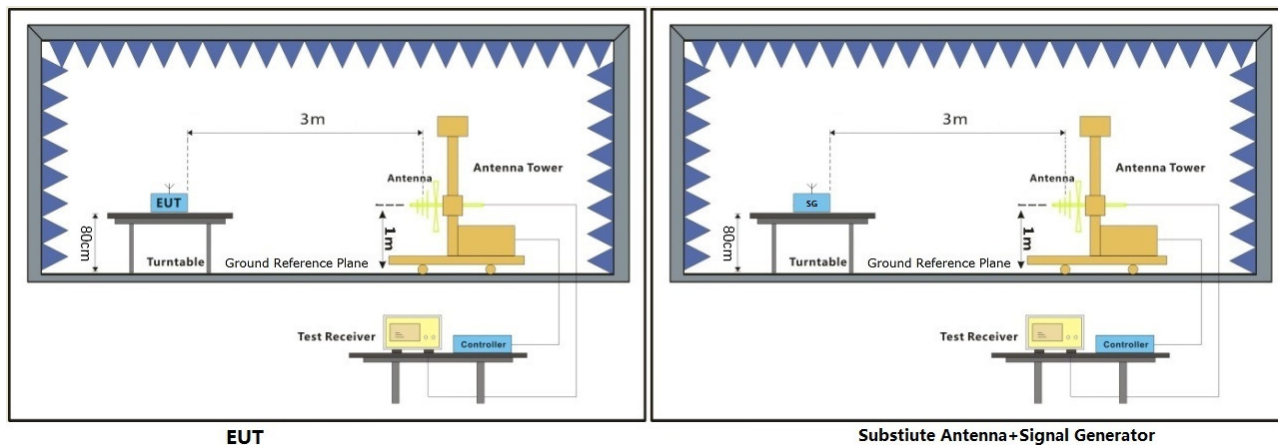 3m
Antenna Tower
Antenna
EUT
80cm
1m
Turntable
Ground Reference Plane
Test Receiver
Controller
EUT
3m
Antenna Tower
Antenna
SG
80cm
1m
Turntable
Ground Reference Plane
Test Receiver
Controller
Substiute Antenna+Signal Generator